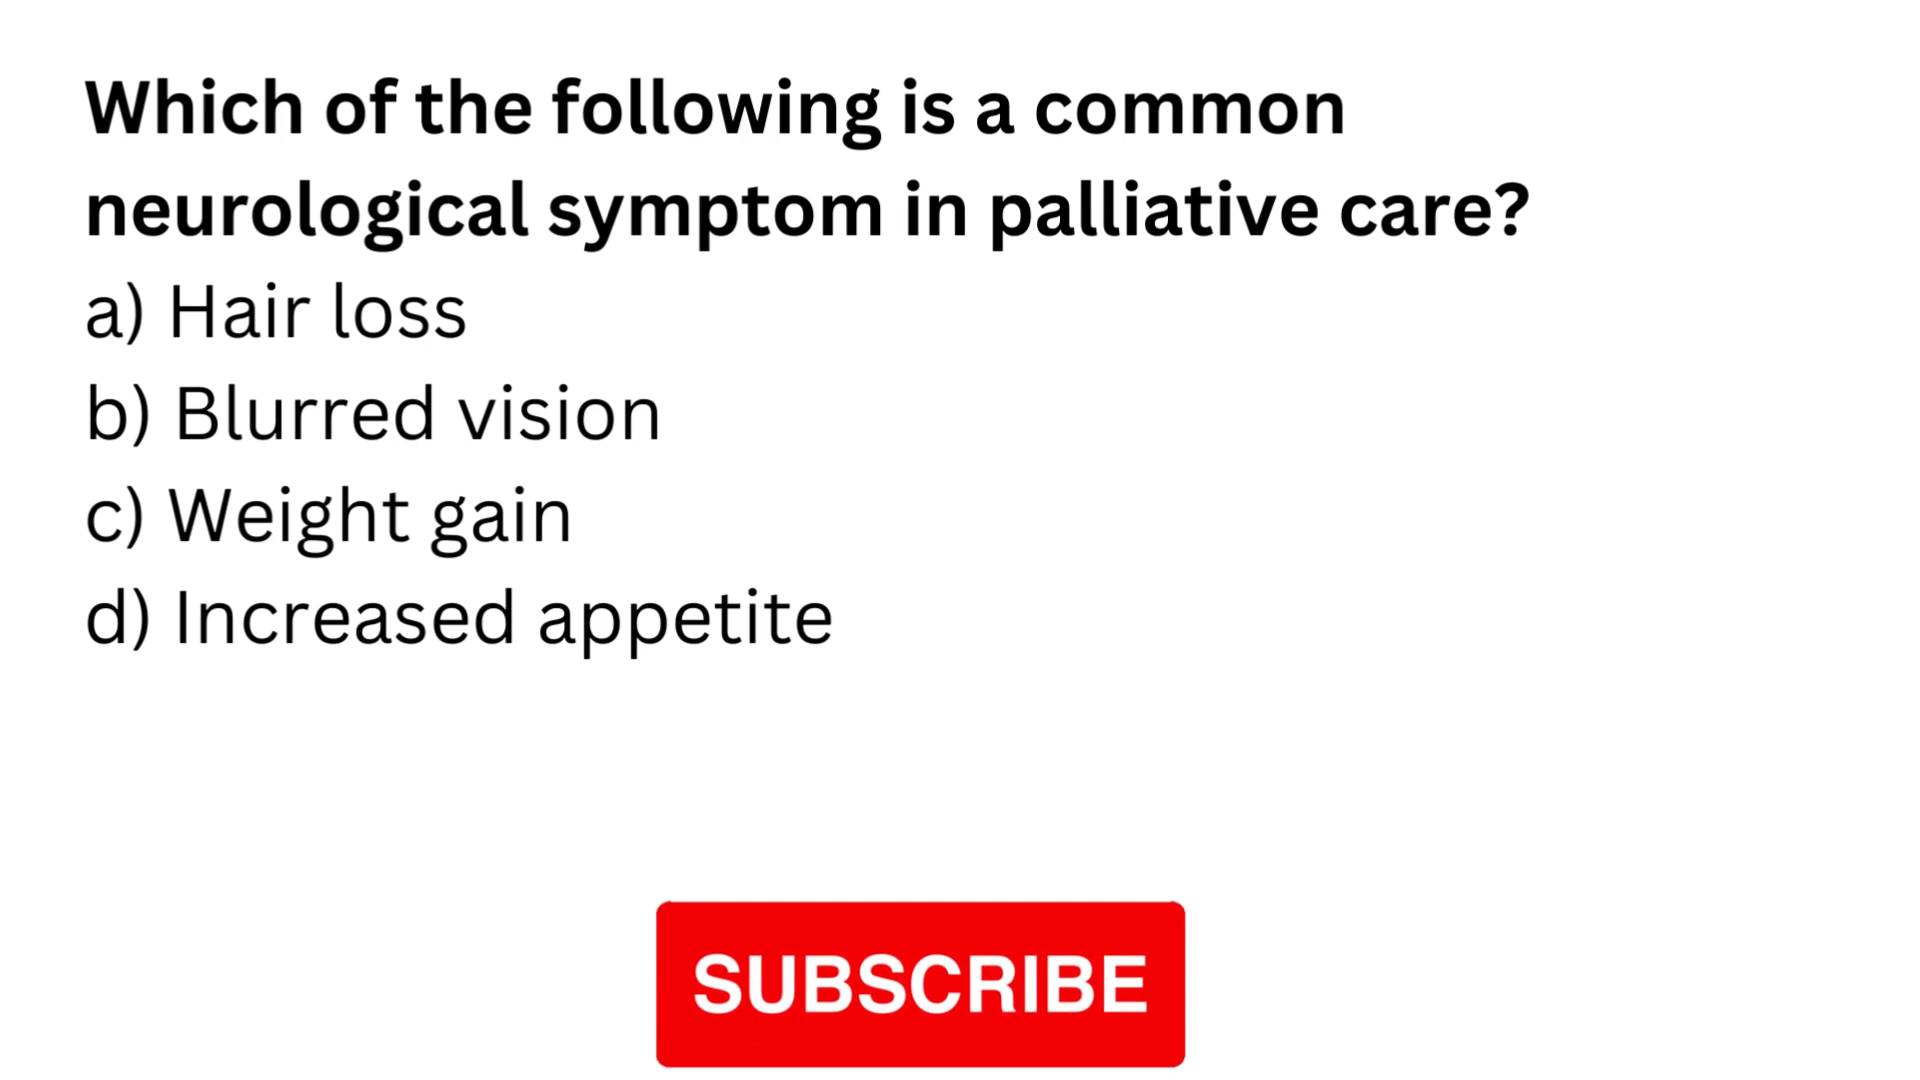 Which of the following is a common
neurological symptom in palliative care?
a) Hair loss
b) Blurred vision
c) Weight gain
d) Increased appetite
SUBSCRIBE